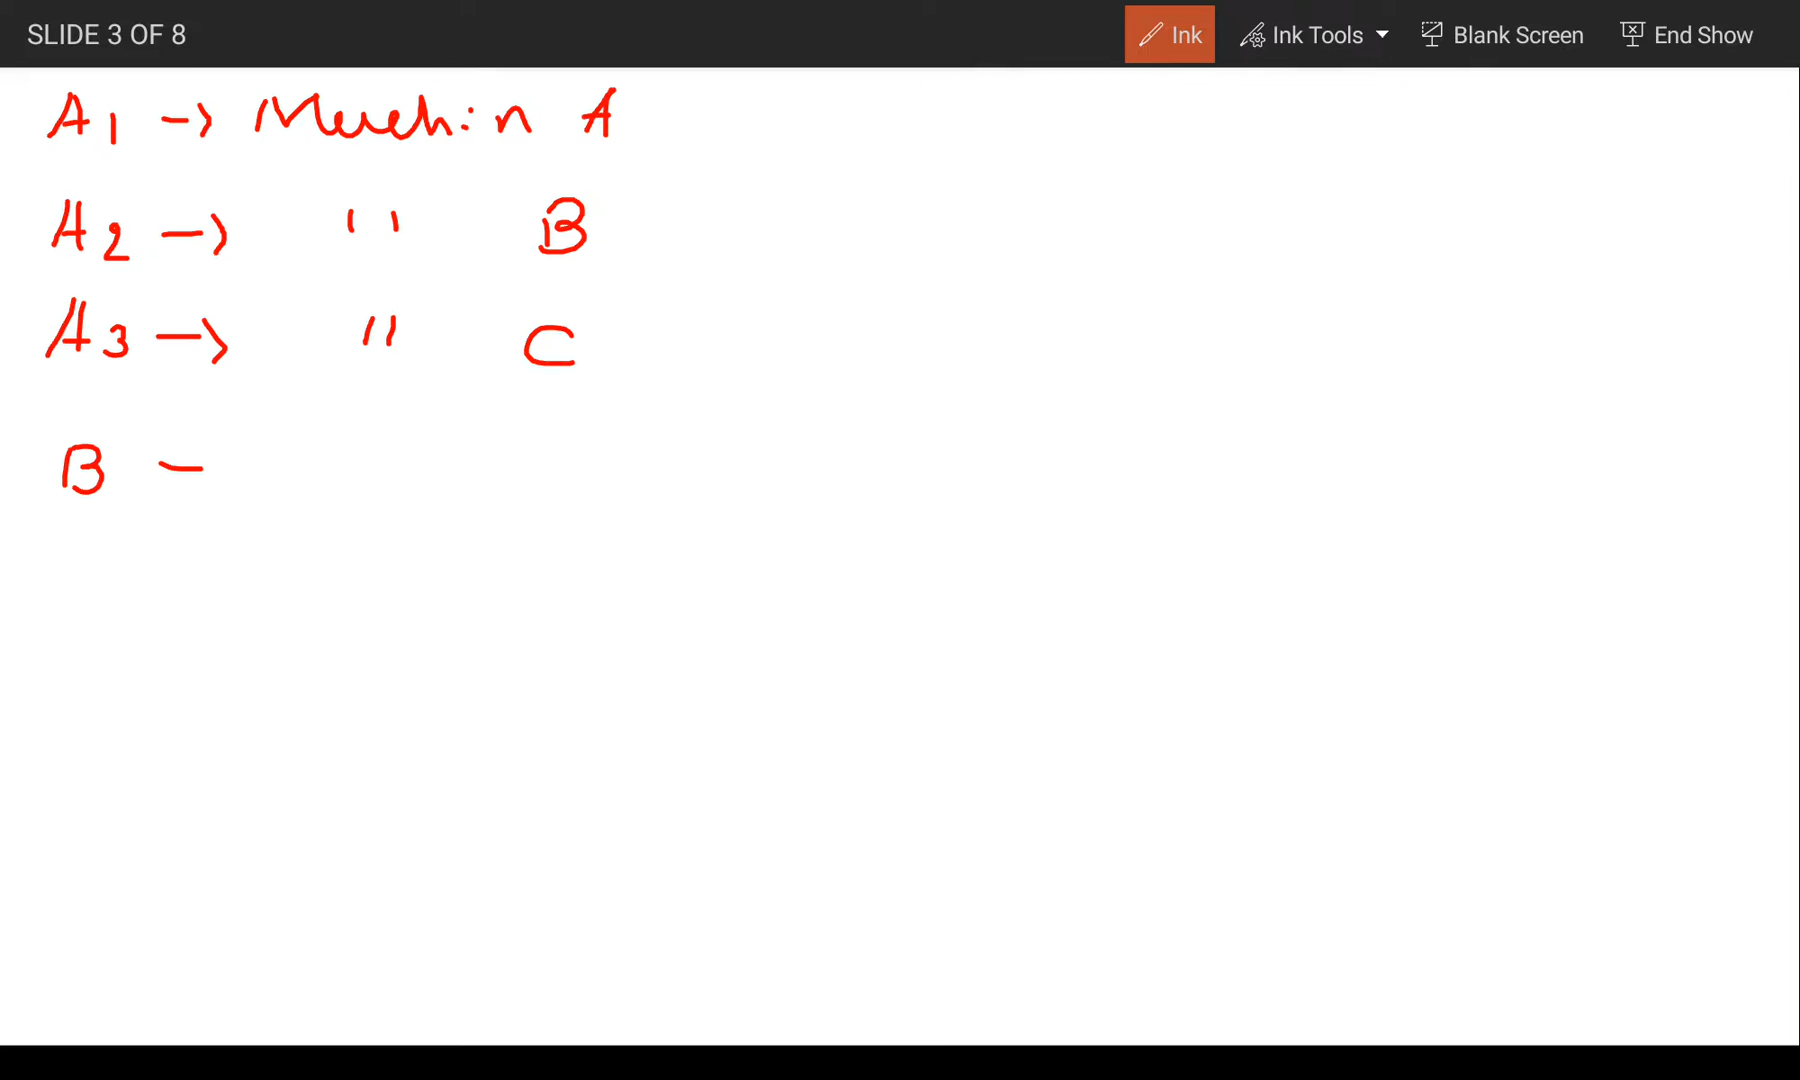 SLIDE 3 OF 8 Ink Ink Tools Blank Screen End Show
A1 → Machin A
A2 → " B
A3 → " C
B –